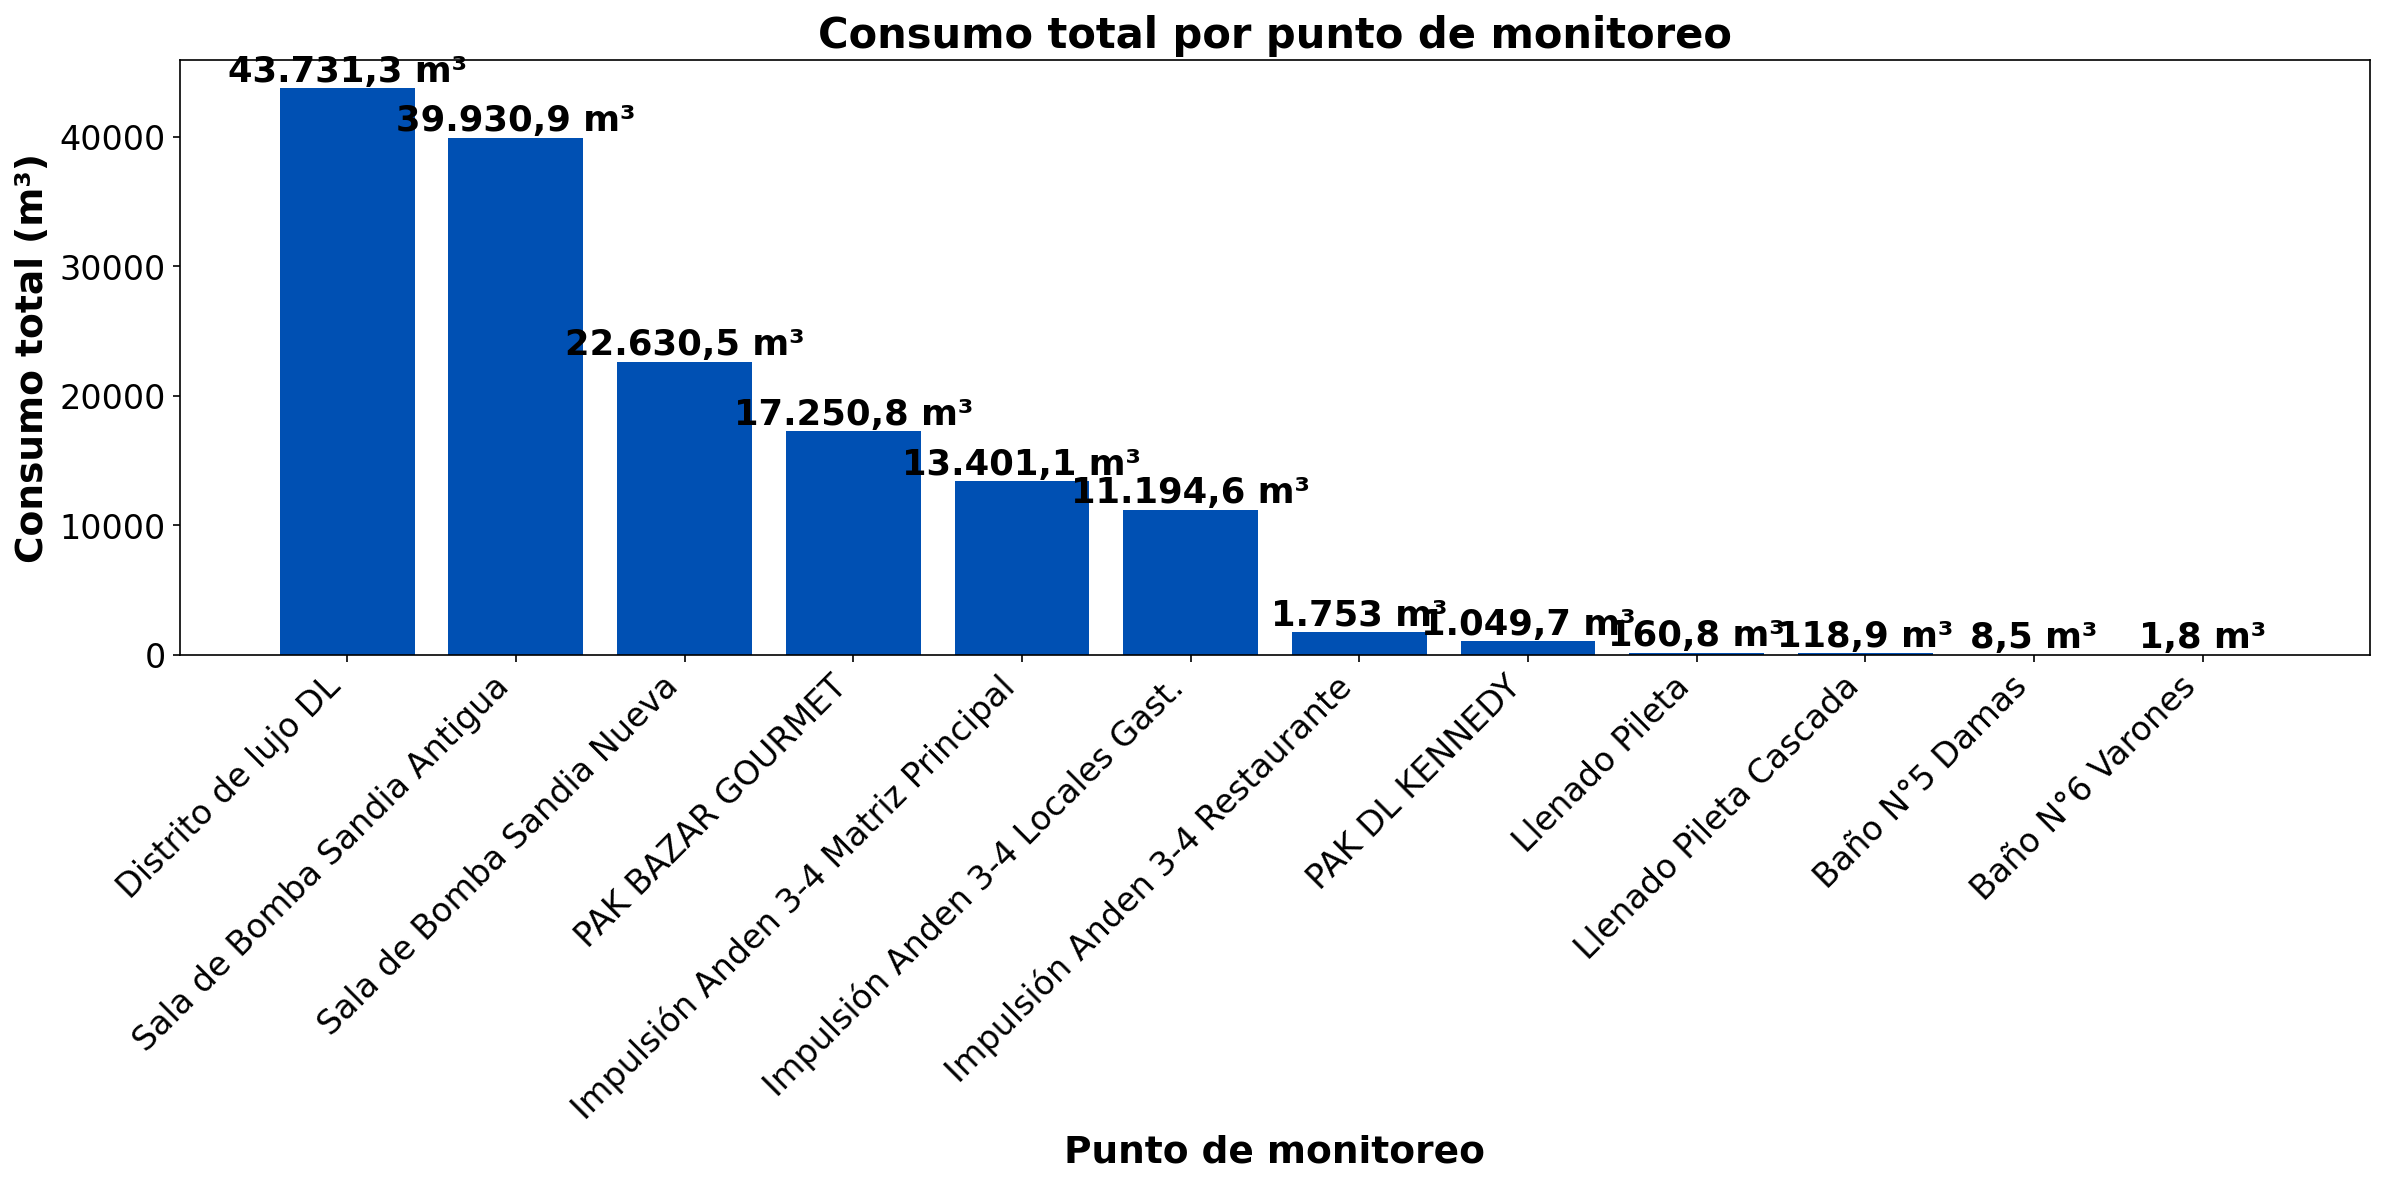 Consumo total por punto de monitoreo
Consumo total (m³)
40000
30000
20000
10000
0
43.731,3 m³
39.930,9 m³
22.630,5 m³
17.250,8 m³
13.401,1 m³
11.194,6 m³
1.753 m³
1.049,7 m³
160,8 m³
118,9 m³
8,5 m³
1,8 m³
Distrito de lujo DL
Sala de Bomba Sandia Antigua
Sala de Bomba Sandia Nueva
PAK BAZAR GOURMET
Impulsión Anden 3-4 Matriz Principal
Impulsión Anden 3-4 Locales Gast.
Impulsión Anden 3-4 Restaurante
PAK DL KENNEDY
Llenado Pileta
Llenado Pileta Cascada
Baño N°5 Damas
Baño N°6 Varones
Punto de monitoreo